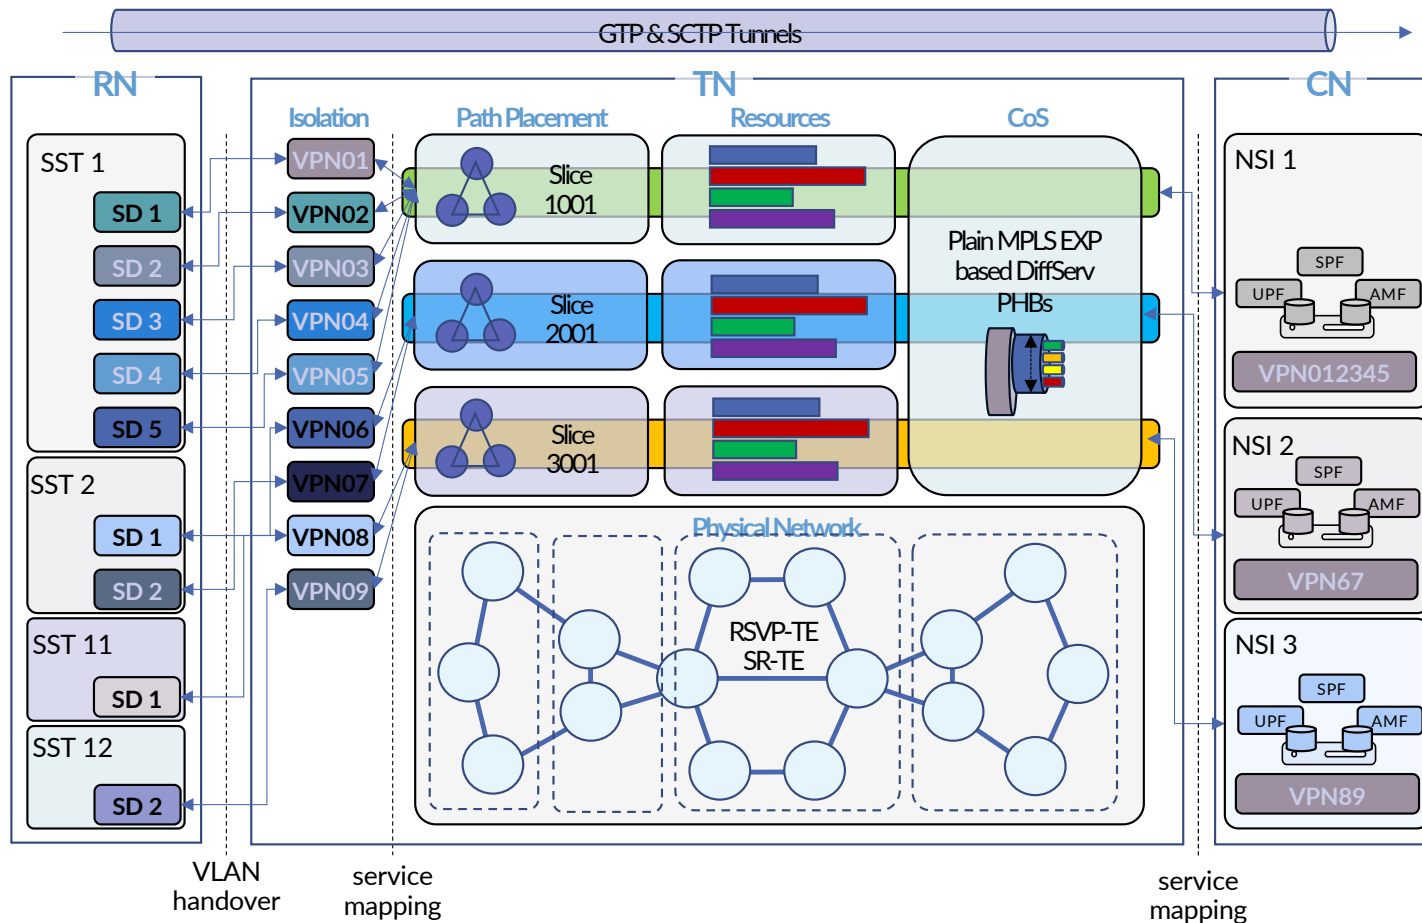 GTP & SCTP Tunnels
RN
TN
CN
Isolation
Path Placement
Resources
CoS
SST 1
SD 1
SD 2
SD 3
SD 4
SD 5
SST 2
SD 1
SD 2
SST 11
SD 1
SST 12
SD 2
VPN01
VPN02
VPN03
VPN04
VPN05
VPN06
VPN07
VPN08
VPN09
Slice
1001
Slice
2001
Slice
3001
Plain MPLS EXP
based DiffServ
PHBs
Physical Network
RSVP-TE
SR-TE
NSI 1
SPF
UPF
AMF
VPN012345
NSI 2
SPF
UPF
AMF
VPN67
NSI 3
SPF
UPF
AMF
VPN89
VLAN
handover
service
mapping
service
mapping